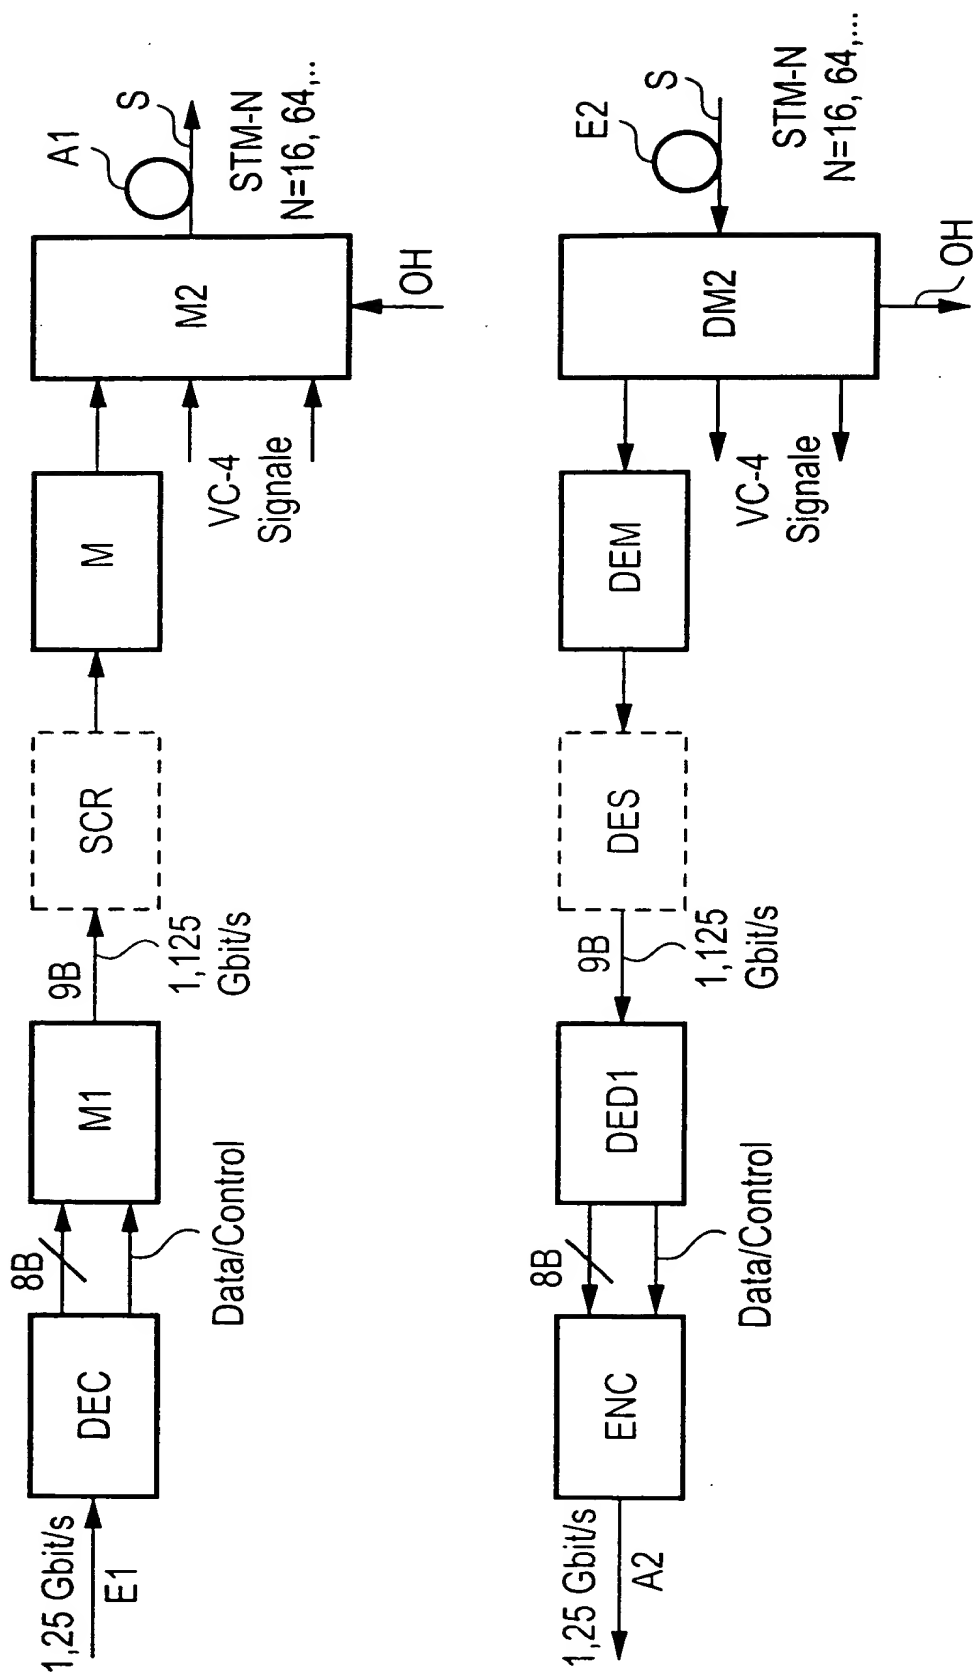 1,25 Gbit/s
E1
DEC
8B
Data/Control
M1
9B
1,125
Gbit/s
SCR
M
VC-4
Signale
M2
OH
A1
S
STM-N
N=16, 64,..
1,25 Gbit/s
A2
ENC
8B
Data/Control
DED1
9B
1,125
Gbit/s
DES
DEM
VC-4
Signale
DM2
OH
E2
S
STM-N
N=16, 64,...